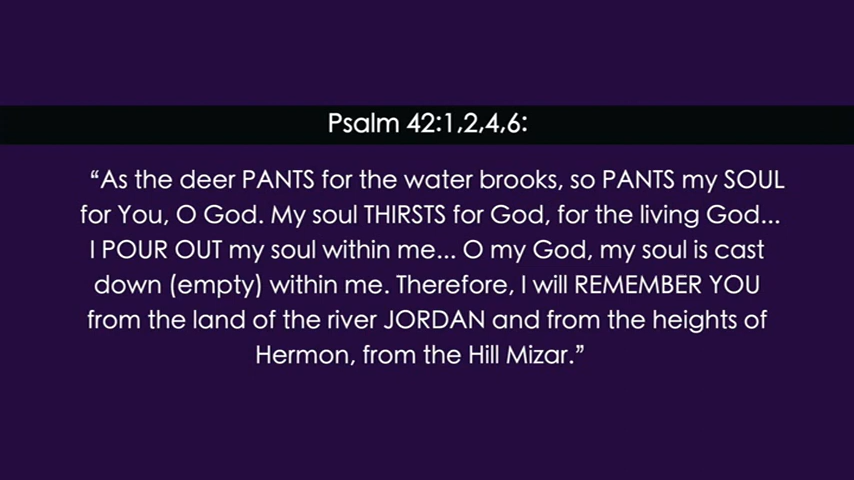 Psalm 42:1,2,4,6:
“As the deer PANTS for the water brooks, so PANTS my SOUL
for You, O God. My soul THIRSTS for God, for the living God...
I POUR OUT my soul within me... O my God, my soul is cast
down (empty) within me. Therefore, I will REMEMBER YOU
from the land of the river JORDAN and from the heights of
Hermon, from the Hill Mizar.”